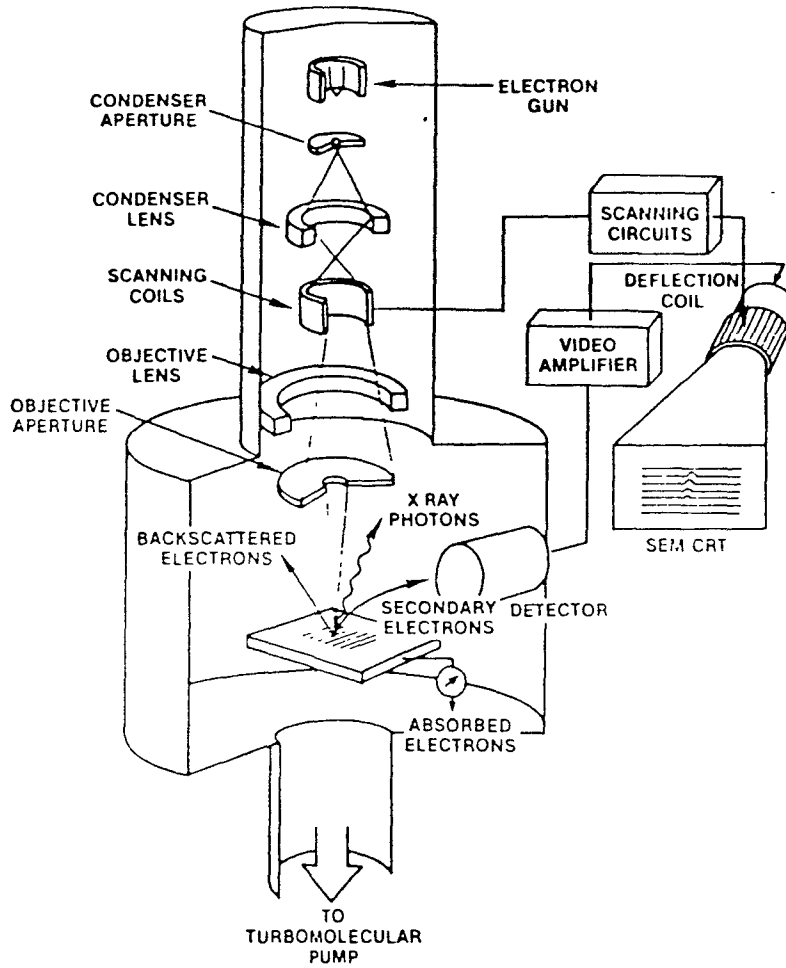 ELECTRON
GUN
CONDENSER
APERTURE
CONDENSER
LENS
SCANNING
CIRCUITS
SCANNING
COILS
DEFLECTION
COIL
VIDEO
AMPLIFIER
OBJECTIVE
LENS
OBJECTIVE
APERTURE
X RAY
PHOTONS
BACKSCATTERED
ELECTRONS
SEM CRT
SECONDARY
ELECTRONS
DETECTOR
ABSORBED
ELECTRONS
TO
TURBOMOLECULAR
PUMP